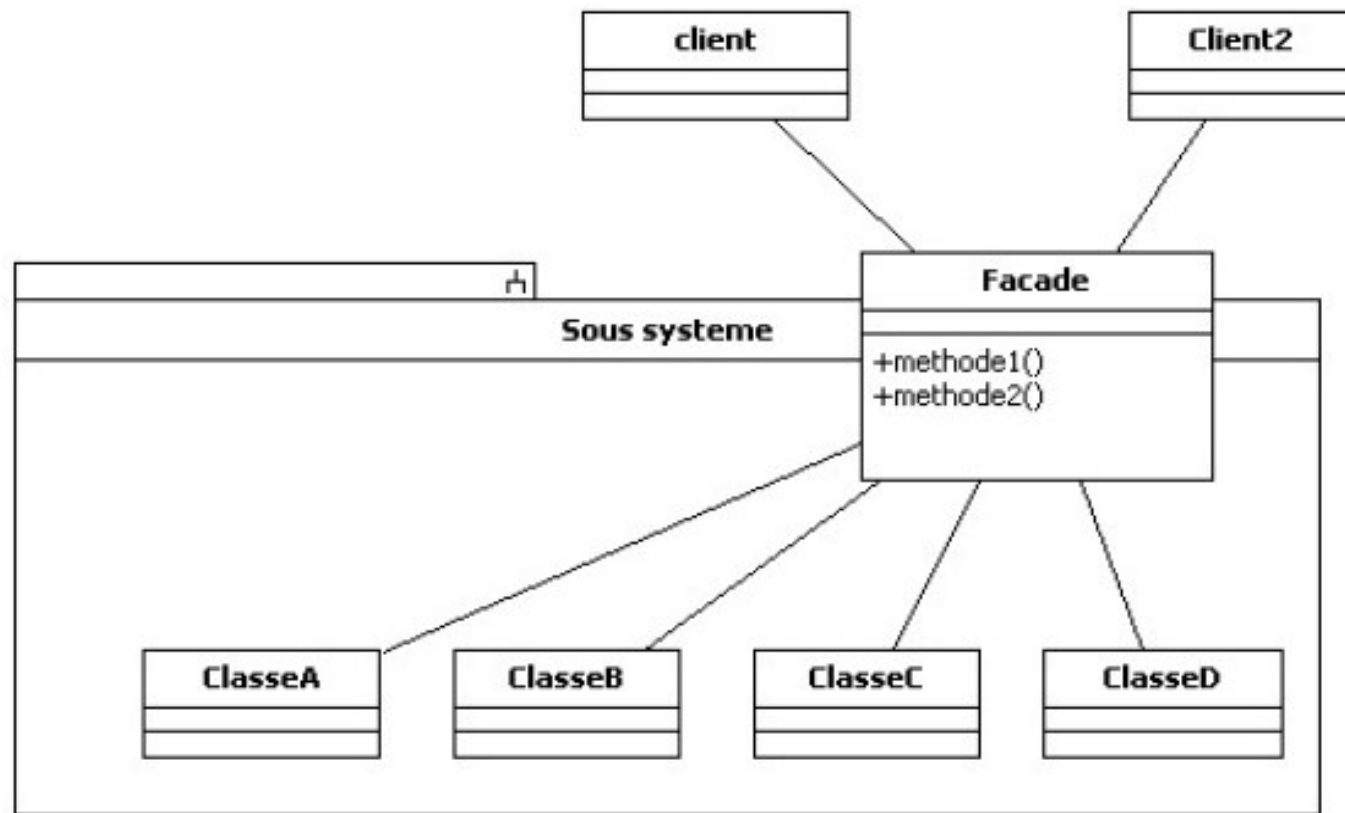 client
Client2
Facade
Sous systeme
+methode1()
+methode2()
ClasseA
ClasseB
ClasseC
ClasseD